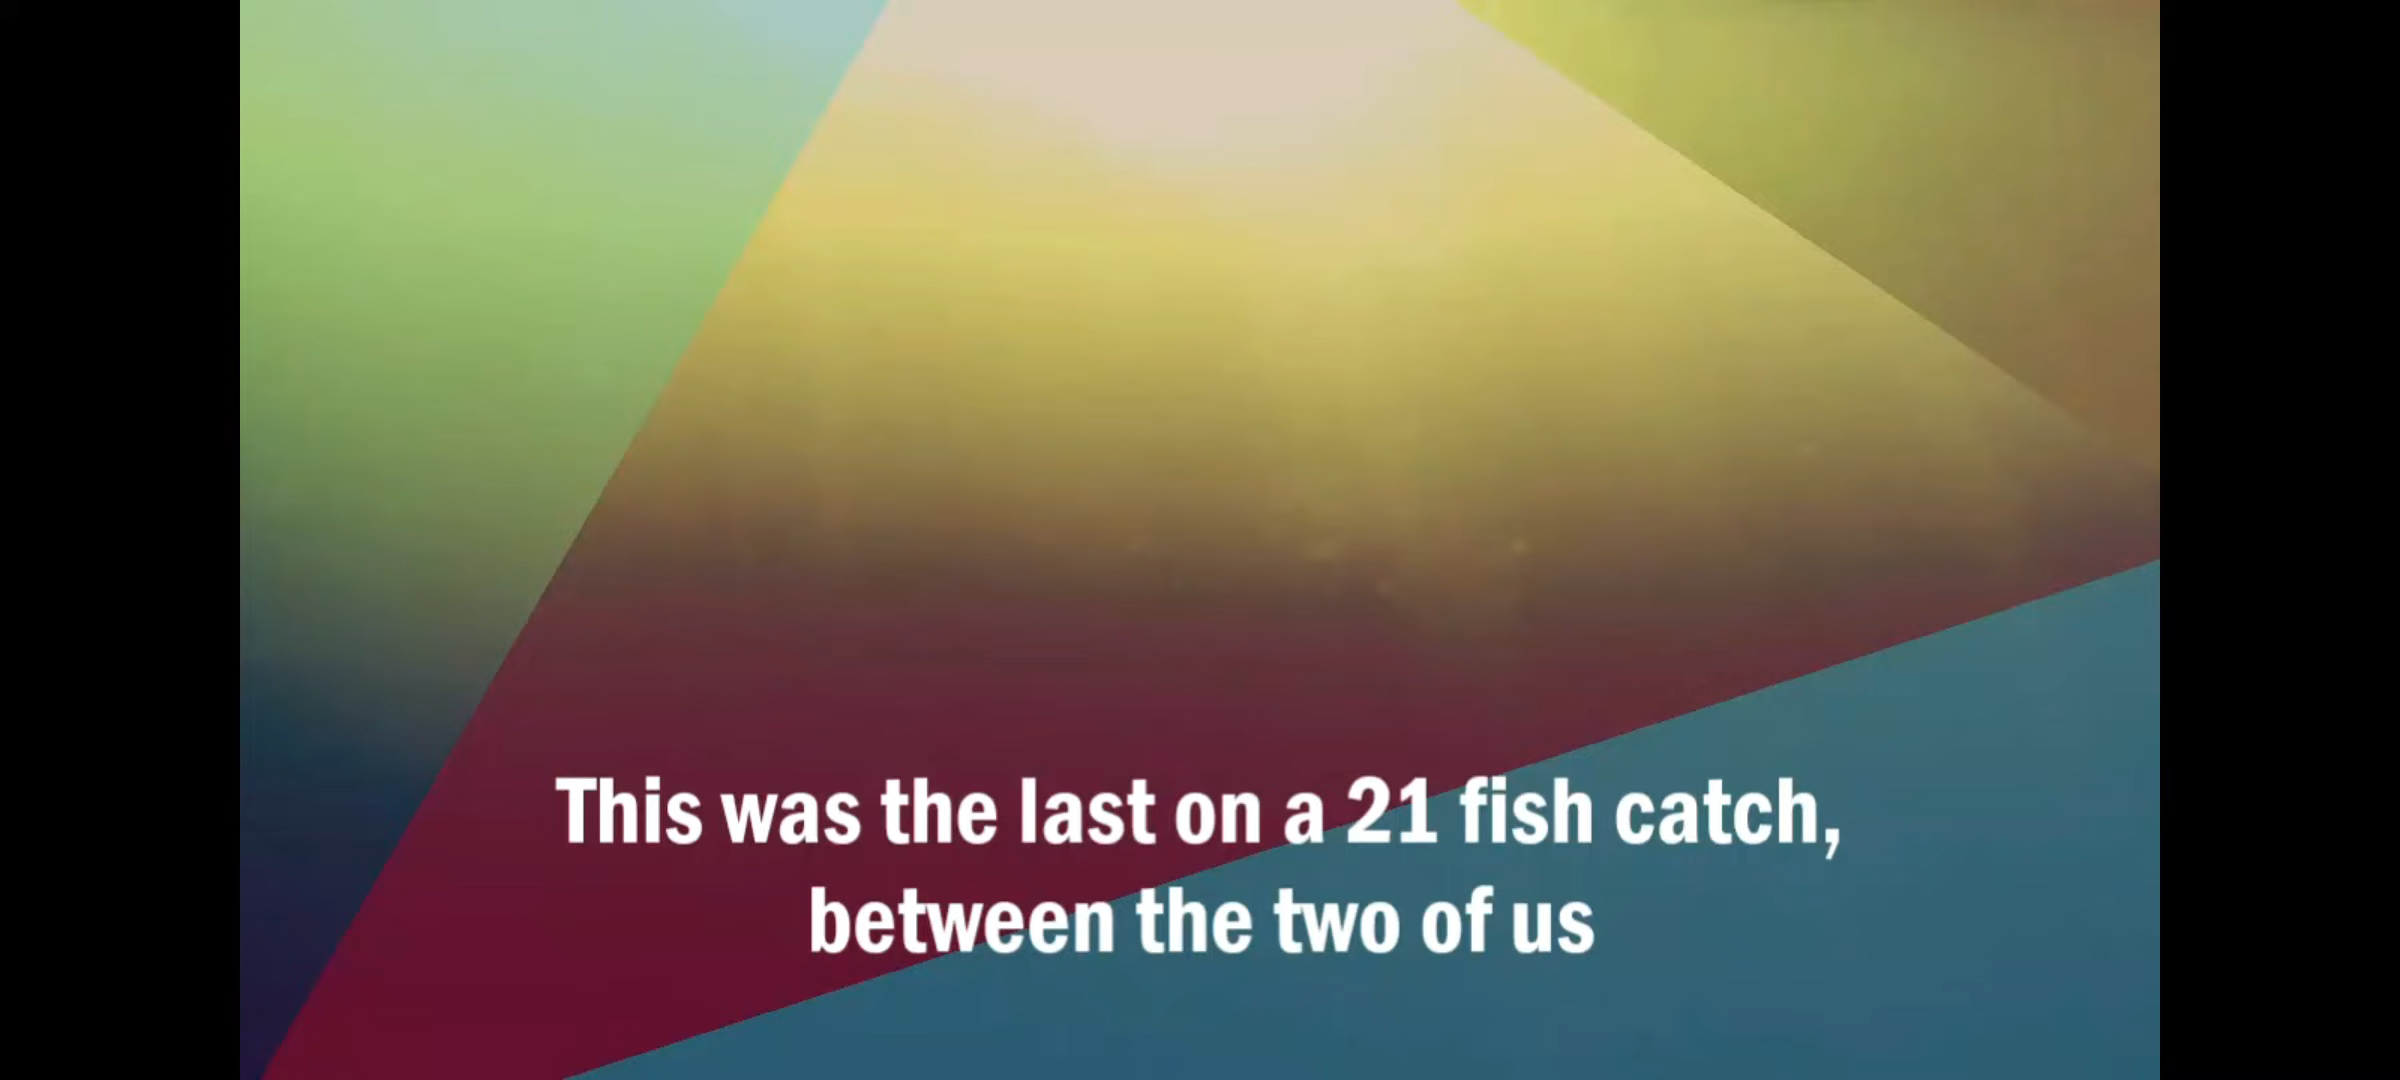 This was the last on a 21 fish catch,
between the two of us